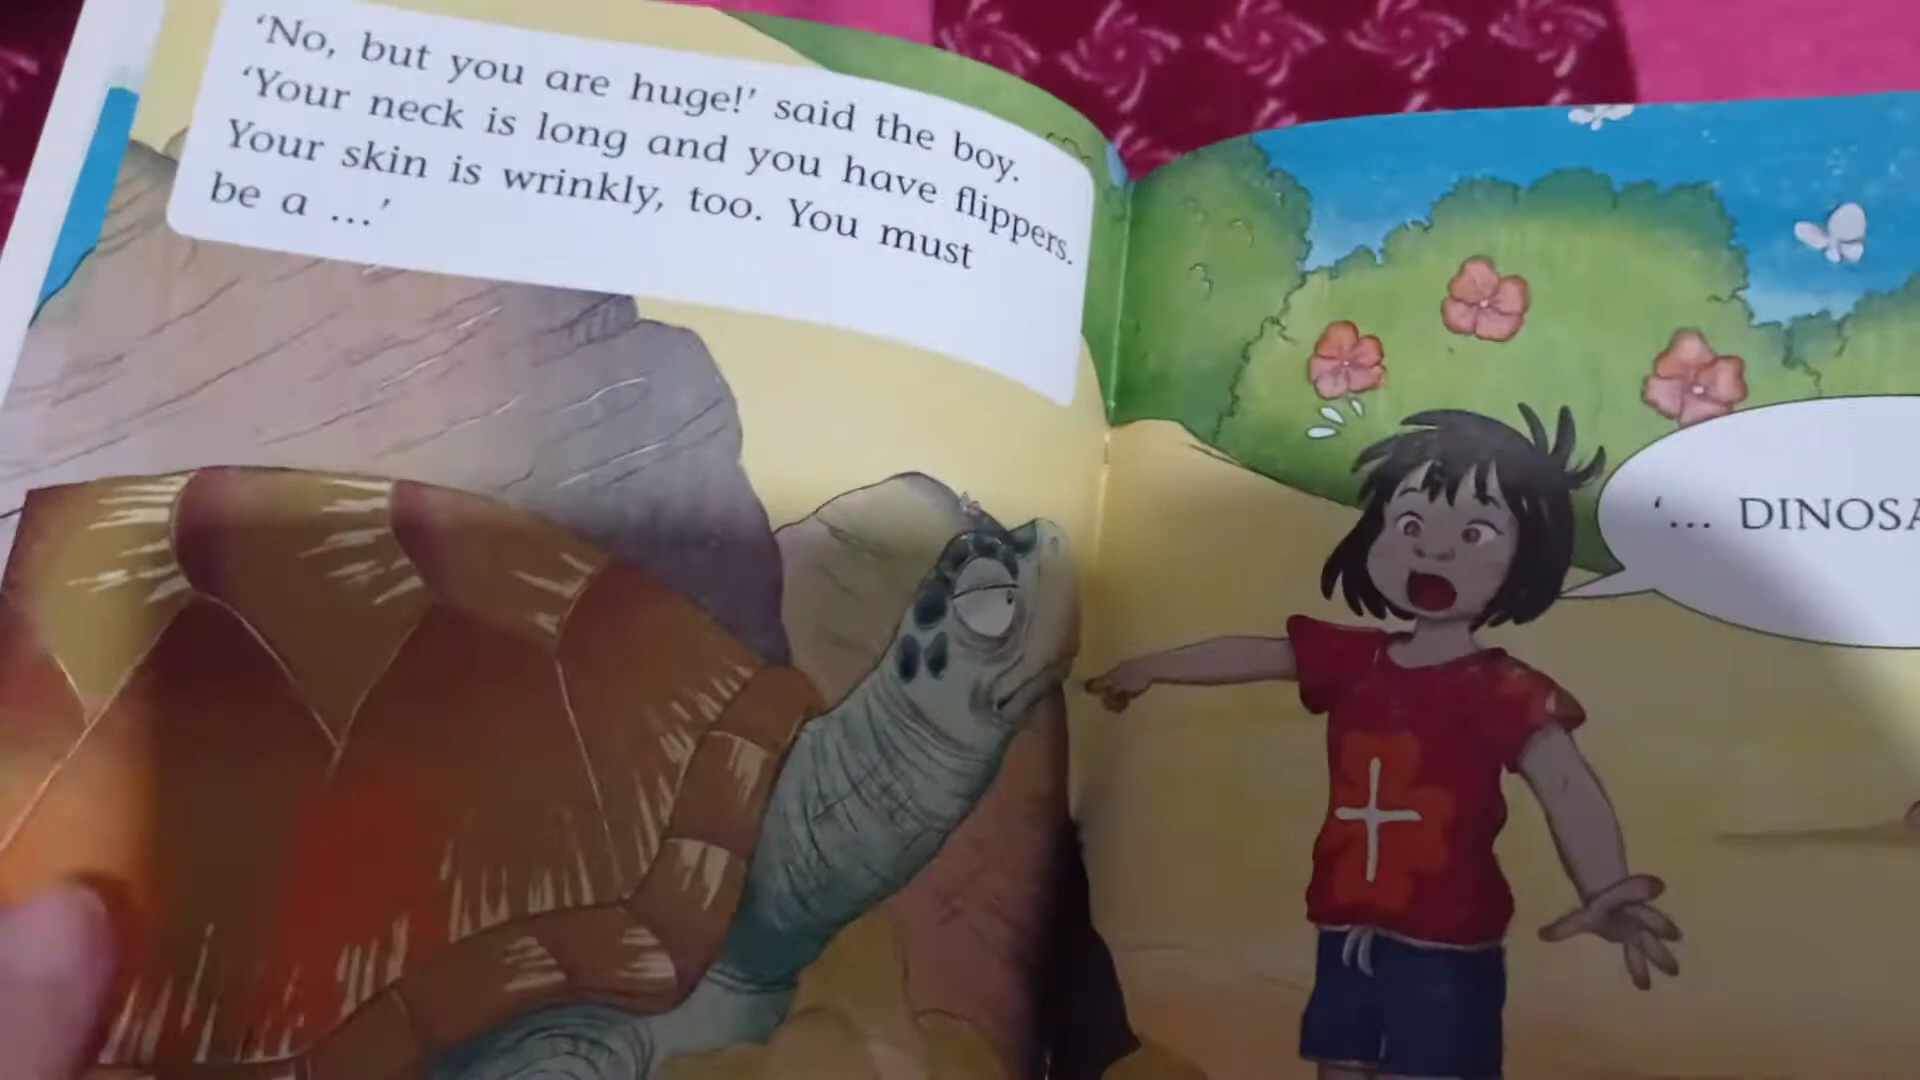 ‘No, but you are huge!’ said the boy.
‘Your neck is long and you have flippers.
Your skin is wrinkly, too. You must
be a ...’
‘... DINOSA